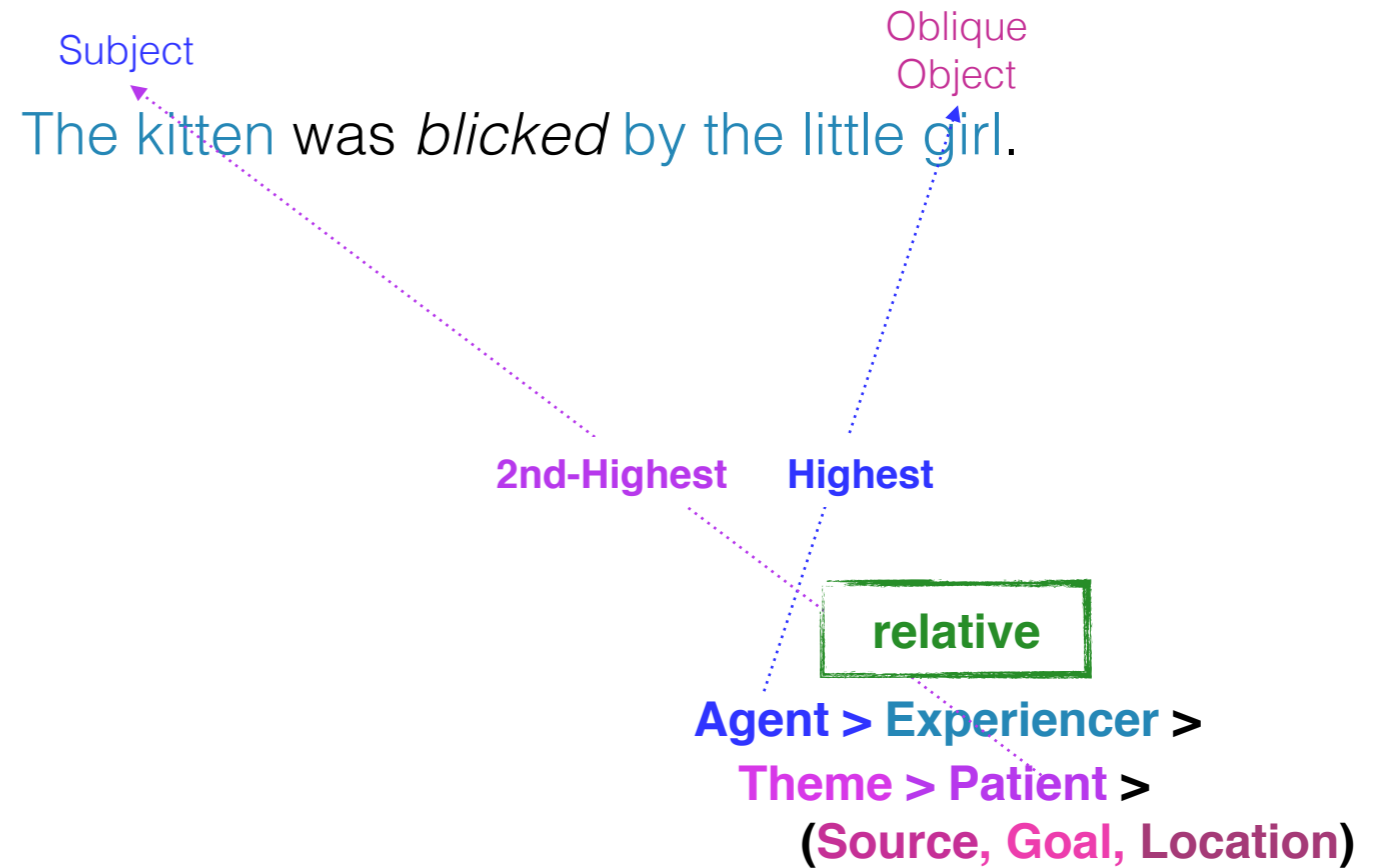 Subject
Oblique
Object
The kitten was blicked by the little girl.
2nd-Highest Highest
relative
Agent > Experiencer >
Theme > Patient >
(Source, Goal, Location)